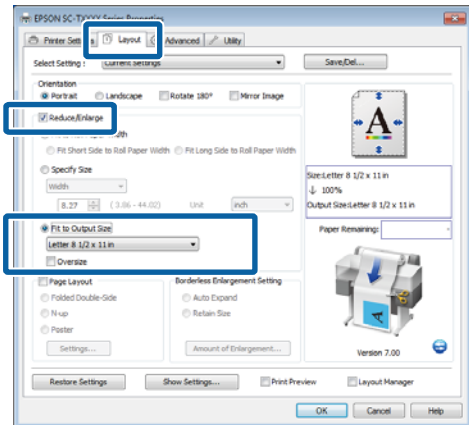 EPSON SC-TXXXX Series Properties
Printer Settings Layout Advanced Utility
Select Setting : Current Settings Save/Del...
Orientation
Portrait Landscape Rotate 180° Mirror Image
Reduce/Enlarge
Width
Fit Short Side to Roll Paper Width Fit Long Side to Roll Paper Width
Specify Size
Width
8.27 ( 3.86 - 44.02) Unit inch
Fit to Output Size
Letter 8 1/2 x 11 in
Oversize
A
Size:Letter 8 1/2 x 11 in
↓ 100%
Output Size:Letter 8 1/2 x 11 in
Paper Remaining:
Page Layout
Folded Double-Side
N-up
Poster
Settings...
Borderless Enlargement Setting
Auto Expand
Retain Size
Amount of Enlargement...
A
Version 7.00
Restore Settings Show Settings... Print Preview Layout Manager
OK Cancel Help